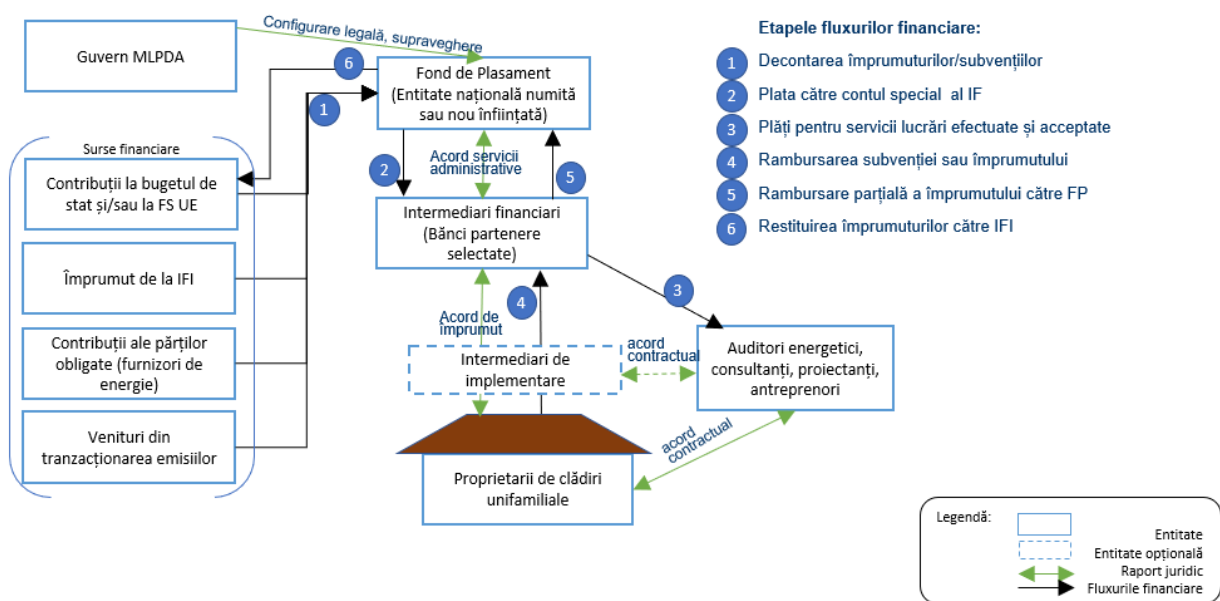 Guvern MLPDA
Configurare legală, supraveghere
6
1
Fond de Plasament
(Entitate națională numită
sau nou înființată)
Surse financiare
Contribuții la bugetul de
stat și/sau la FS UE
Împrumut de la IFI
Contribuții ale părților
obligate (furnizori de
energie)
Venituri din
tranzacționarea emisiilor
2
Acord servicii
administrative
5
Intermediari financiari
(Bănci partenere
selectate)
3
4
Acord de
împrumut
Intermediari de
implementare
acord
contractual
Auditori energetici,
consultanți, proiectanți,
antreprenori
acord
contractual
Proprietarii de clădiri
unifamiliale
Etapele fluxurilor financiare:
1 Decontarea împrumuturilor/subvențiilor
2 Plata către contul special al IF
3 Plăți pentru servicii lucrări efectuate și acceptate
4 Rambursarea subvenției sau împrumutului
5 Rambursare parțială a împrumutului către FP
6 Restituirea împrumuturilor către IFI
Legendă:
Entitate
Entitate opțională
Raport juridic
Fluxurile financiare